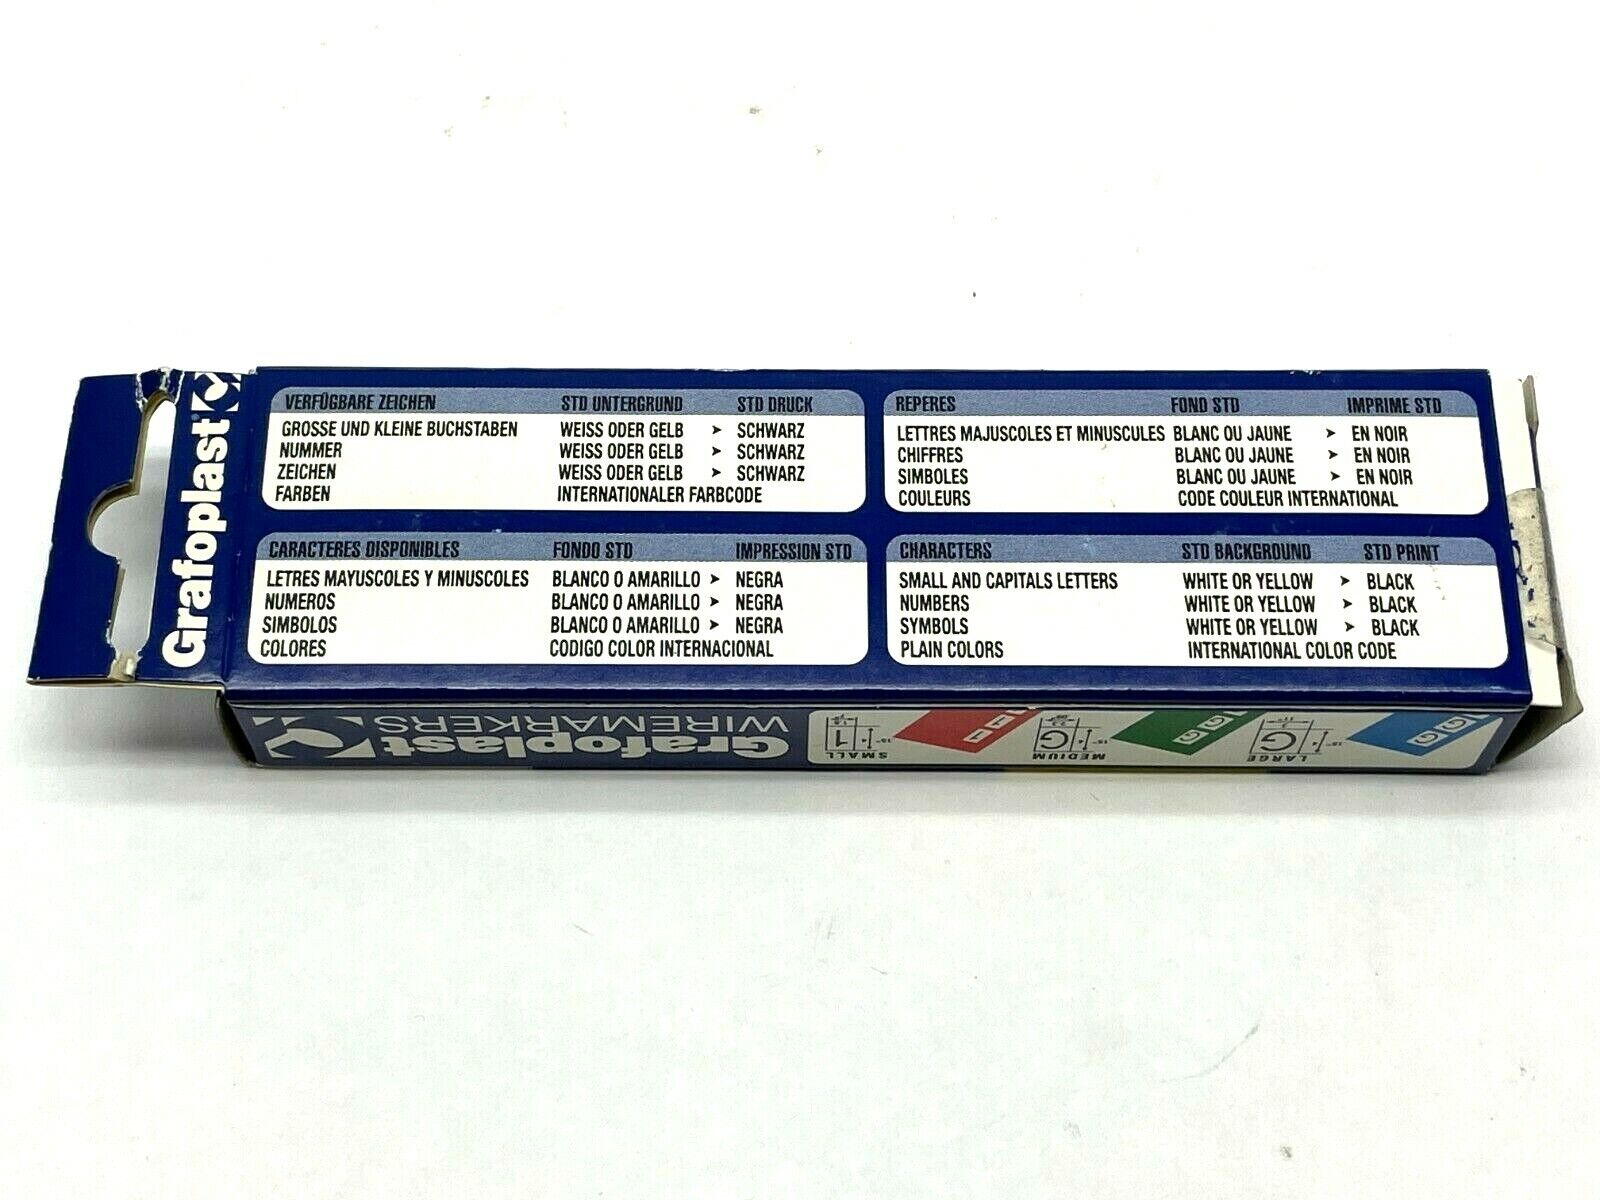 Grafoplast
VERFÜGBARE ZEICHEN STD UNTERGRUND STD DRUCK
GROSSE UND KLEINE BUCHSTABEN WEISS ODER GELB ➤ SCHWARZ
NUMMER WEISS ODER GELB ➤ SCHWARZ
ZEICHEN WEISS ODER GELB ➤ SCHWARZ
FARBEN INTERNATIONALER FARBCODE
REPERES FOND STD IMPRIME STD
LETTRES MAJUSCOLES ET MINUSCULES BLANC OU JAUNE ➤ EN NOIR
CHIFFRES BLANC OU JAUNE ➤ EN NOIR
SIMBOLES BLANC OU JAUNE ➤ EN NOIR
COULEURS CODE COULEUR INTERNATIONAL
CARACTERES DISPONIBLES FONDO STD IMPRESSION STD
LETRES MAYUSCOLES Y MINUSCOLES BLANCO O AMARILLO ➤ NEGRA
NUMEROS BLANCO O AMARILLO ➤ NEGRA
SIMBOLOS BLANCO O AMARILLO ➤ NEGRA
COLORES CODIGO COLOR INTERNACIONAL
CHARACTERS STD BACKGROUND STD PRINT
SMALL AND CAPITALS LETTERS WHITE OR YELLOW ➤ BLACK
NUMBERS WHITE OR YELLOW ➤ BLACK
SYMBOLS WHITE OR YELLOW ➤ BLACK
PLAIN COLORS INTERNATIONAL COLOR CODE
Grafoplast
WIREMARKERS
SMALL
1
MEDIUM
G
LARGE
G